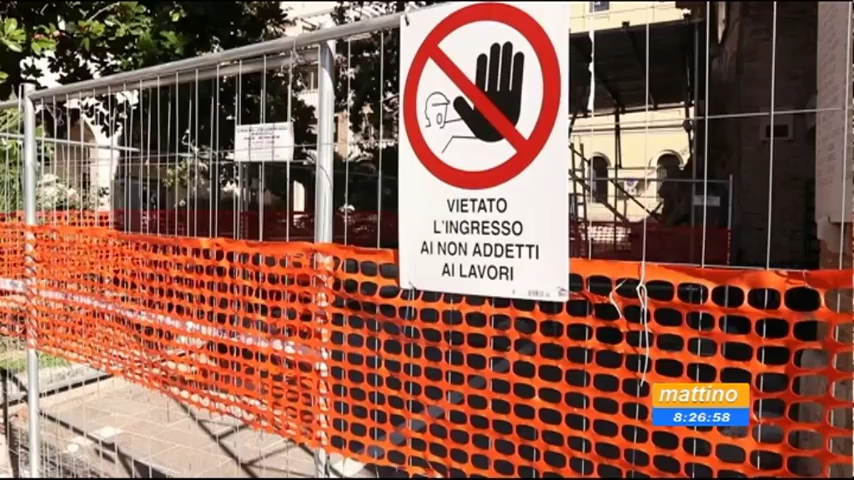 VIETATO
L'INGRESSO
AI NON ADDETTI
AI LAVORI
mattino
8:26:58